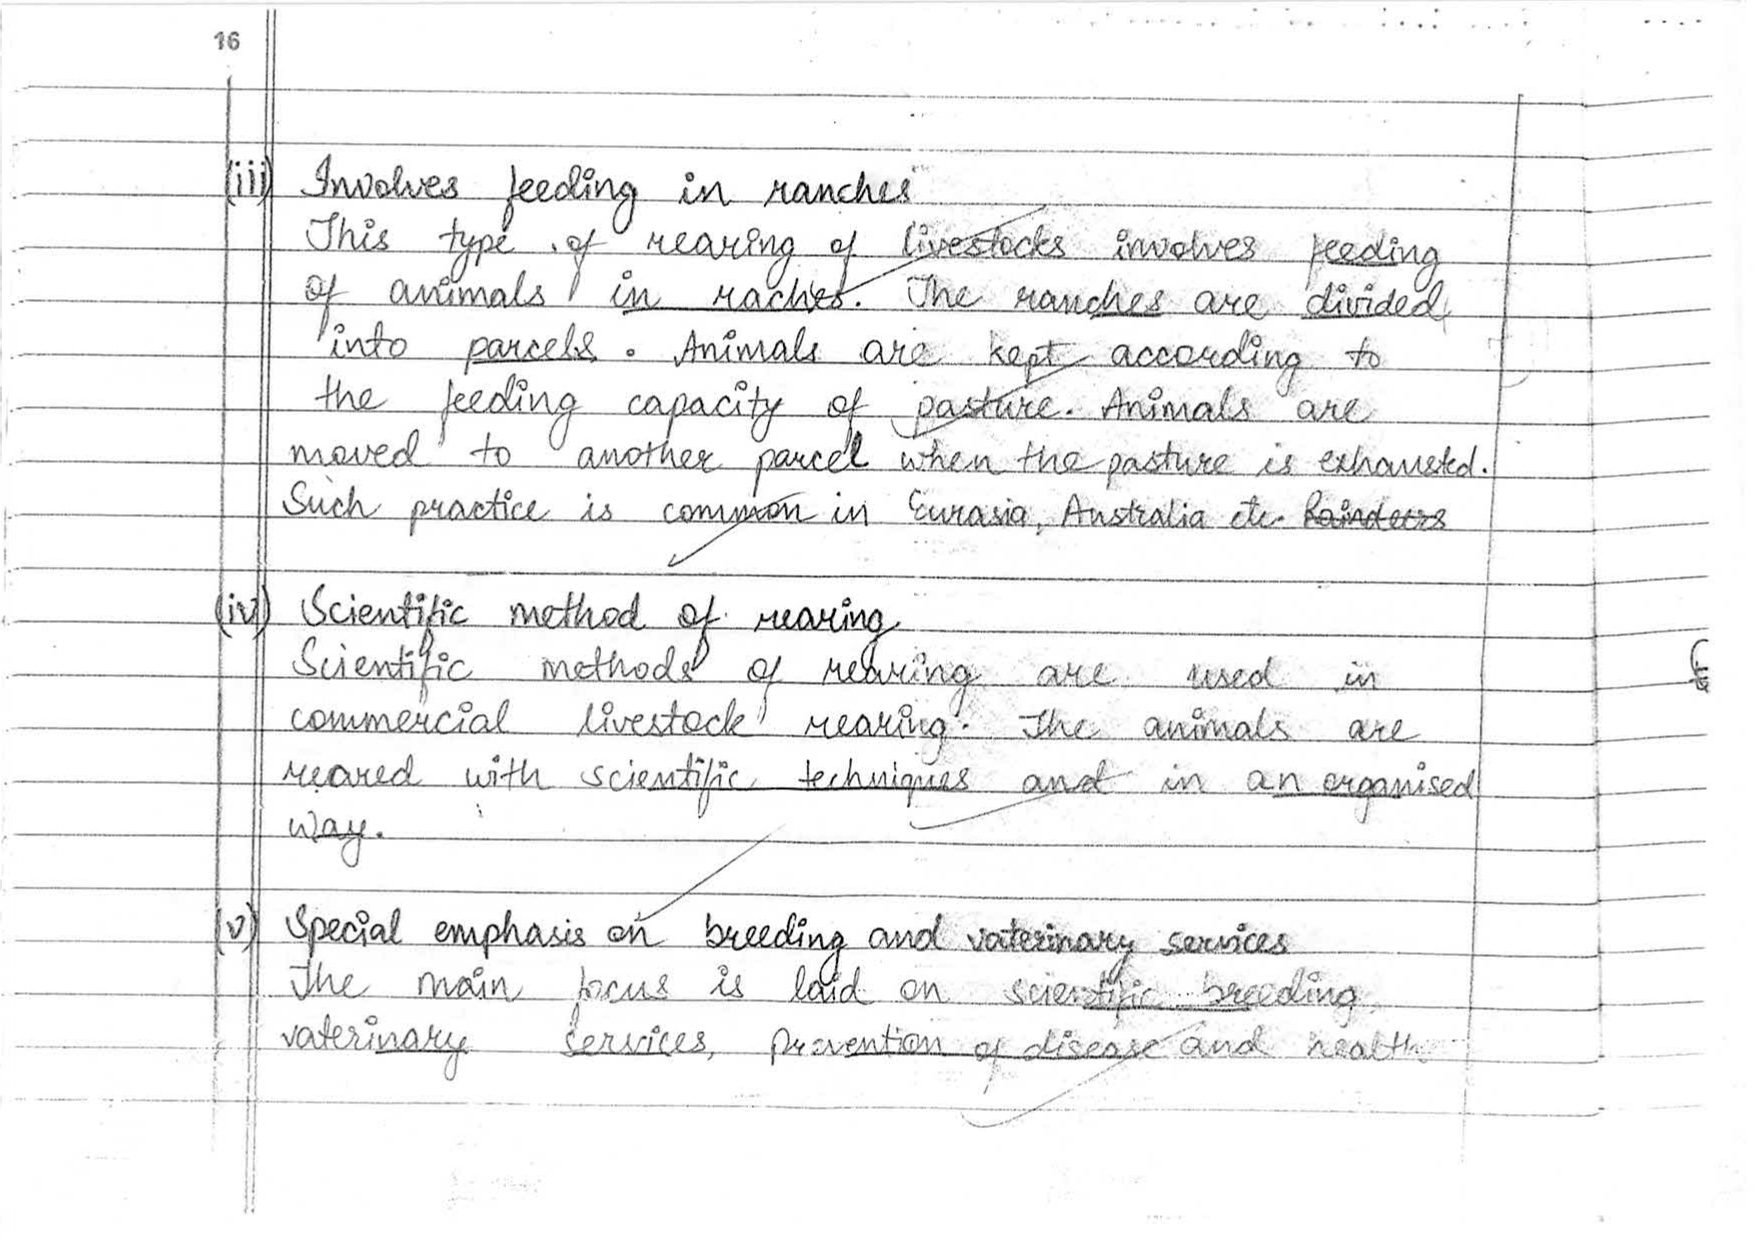 16
(iii) Involves feeding in ranches
This type of rearing of livestocks involves feeding
of animals in raches. The ranches are divided
into parcels. Animals are kept according to
the feeding capacity of pasture. Animals are
moved to another parcel when the pasture is exhausted.
Such practice is common in Eurasia, Australia etc. Raindeers
(iv) Scientific method of rearing
Scientific methods of rearing are used in
commercial livestock rearing. The animals are
reared with scientific techniques and in an organised
way.
(v) Special emphasis on breeding and vaterinary services
The main focus is laid on scientific breeding,
vaterinary services, prevention of disease and health